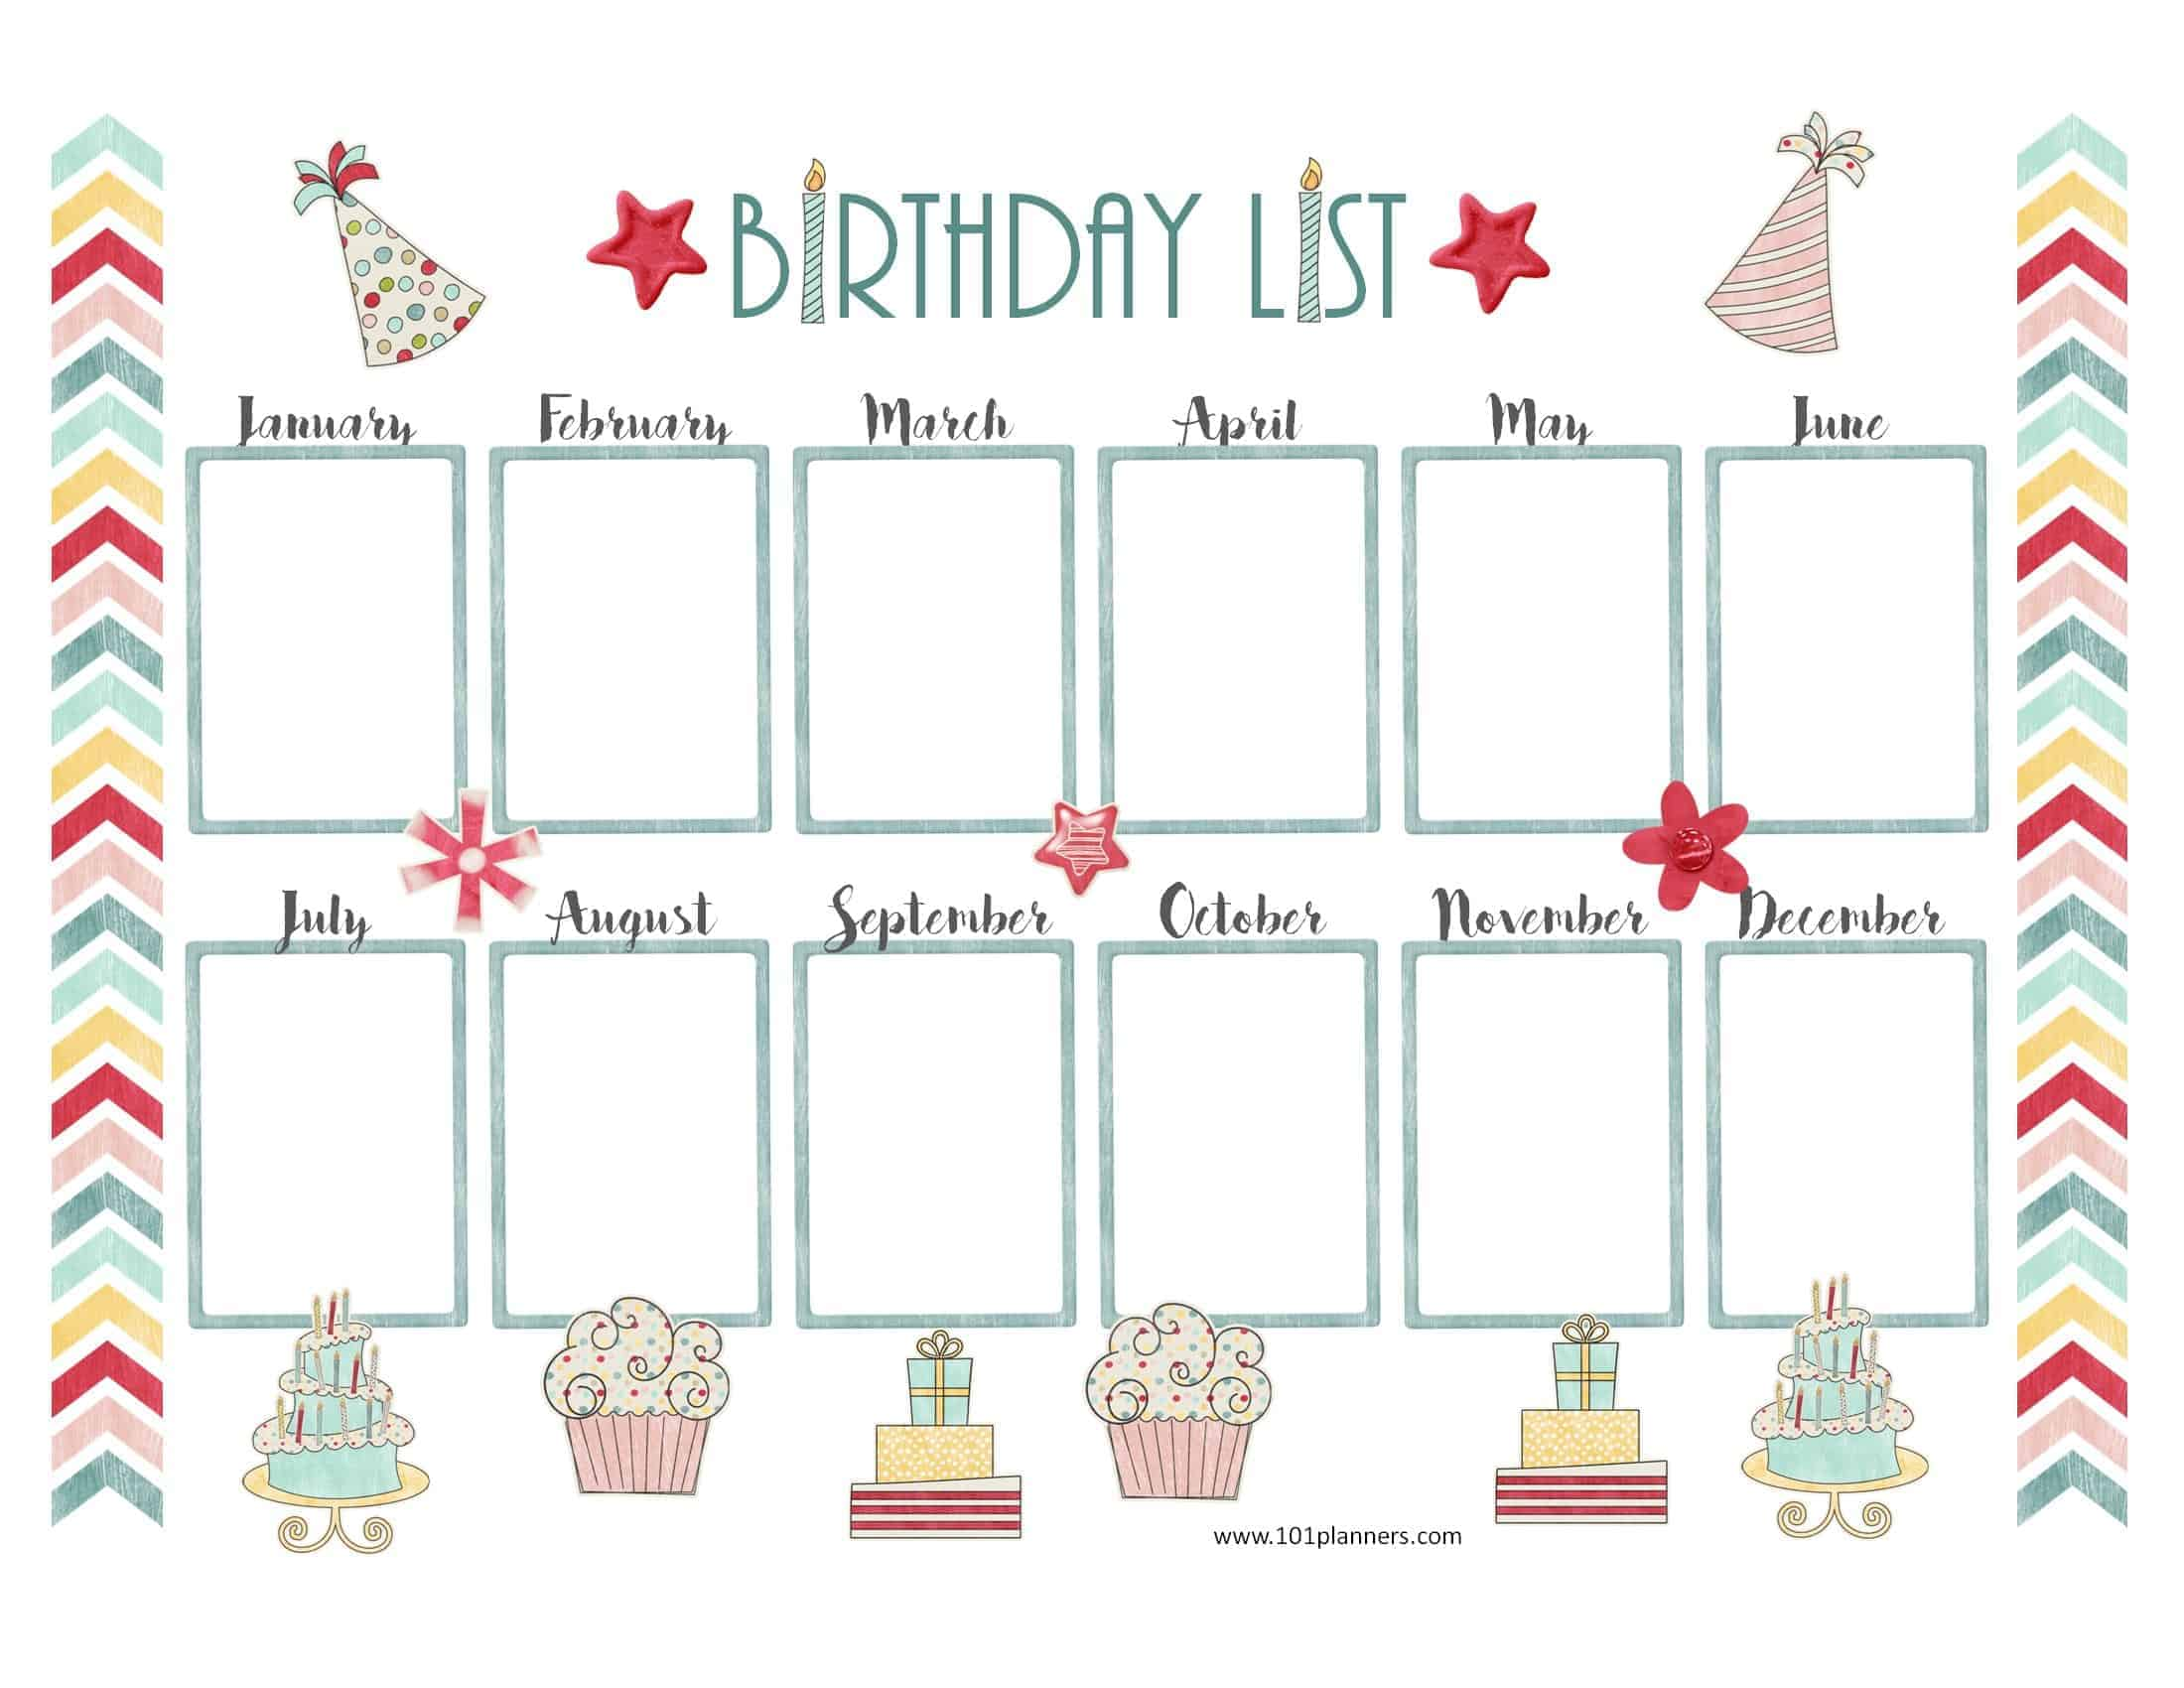 BIRTHDAY LIST
January February March April May June
July August September October November December
www.101planners.com